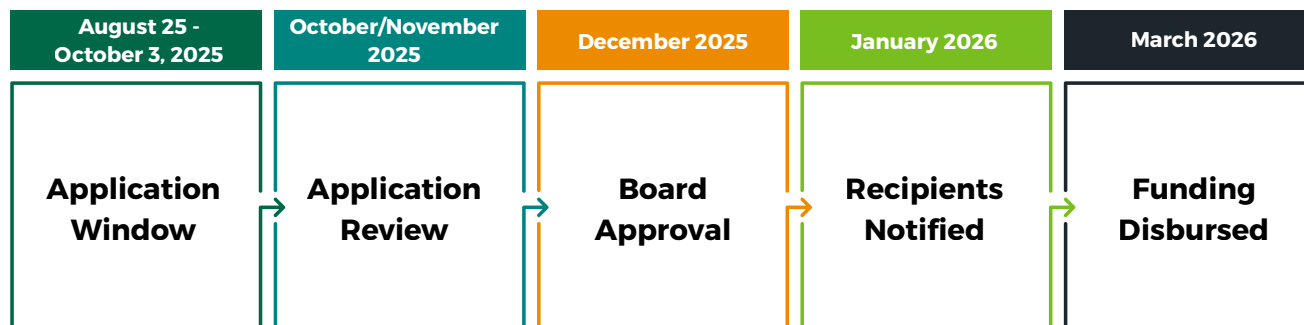 August 25 -
October 3, 2025
October/November
2025
December 2025
January 2026
March 2026
Application
Window
Application
Review
Board
Approval
Recipients
Notified
Funding
Disbursed